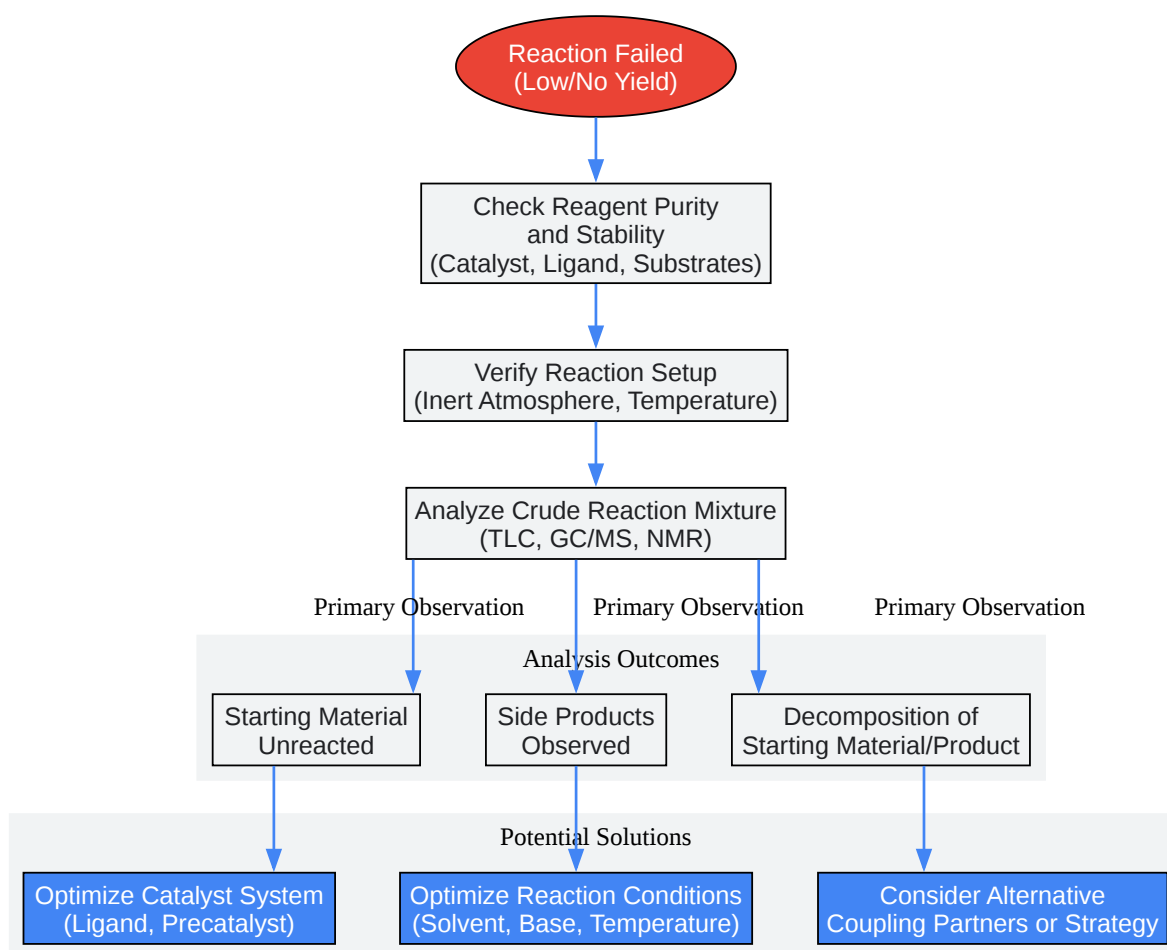 Reaction Failed
(Low/No Yield)
Check Reagent Purity
and Stability
(Catalyst, Ligand, Substrates)
Verify Reaction Setup
(Inert Atmosphere, Temperature)
Analyze Crude Reaction Mixture
(TLC, GC/MS, NMR)
Primary Observation
Primary Observation
Primary Observation
Analysis Outcomes
Starting Material
Unreacted
Side Products
Observed
Decomposition of
Starting Material/Product
Potential Solutions
Optimize Catalyst System
(Ligand, Precatalyst)
Optimize Reaction Conditions
(Solvent, Base, Temperature)
Consider Alternative
Coupling Partners or Strategy